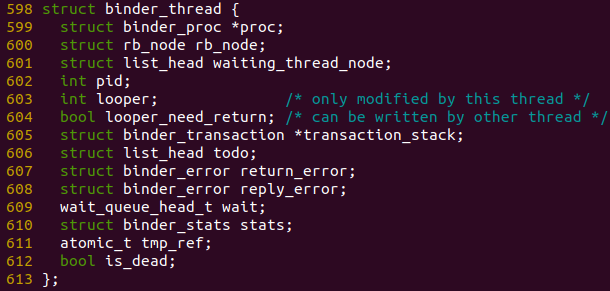 598 struct binder_thread {
599   struct binder_proc *proc;
600   struct rb_node rb_node;
601   struct list_head waiting_thread_node;
602   int pid;
603   int looper;              /* only modified by this thread */
604   bool looper_need_return; /* can be written by other thread */
605   struct binder_transaction *transaction_stack;
606   struct list_head todo;
607   struct binder_error return_error;
608   struct binder_error reply_error;
609   wait_queue_head_t wait;
610   struct binder_stats stats;
611   atomic_t tmp_ref;
612   bool is_dead;
613 };